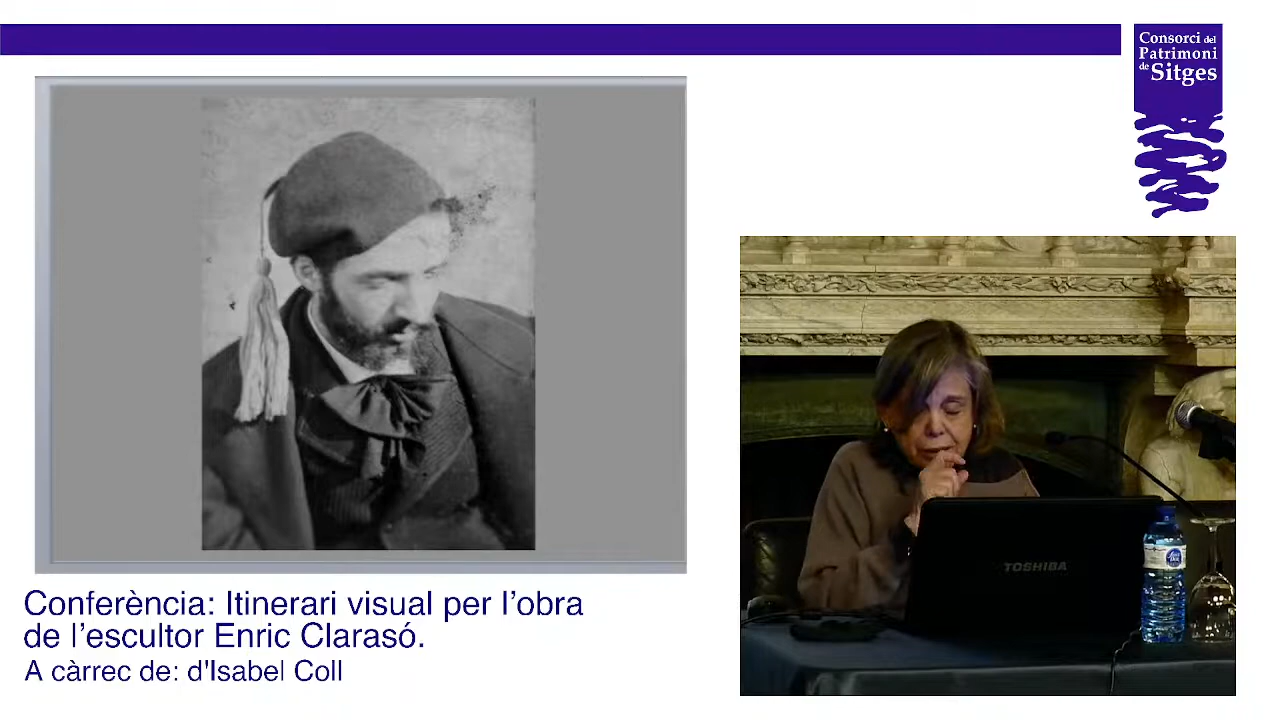 Consorci del
Patrimoni
de Sitges
Conferència: Itinerari visual per l'obra
de l'escultor Enric Clarasó.
A càrrec de: d'Isabel Coll
TOSHIBA